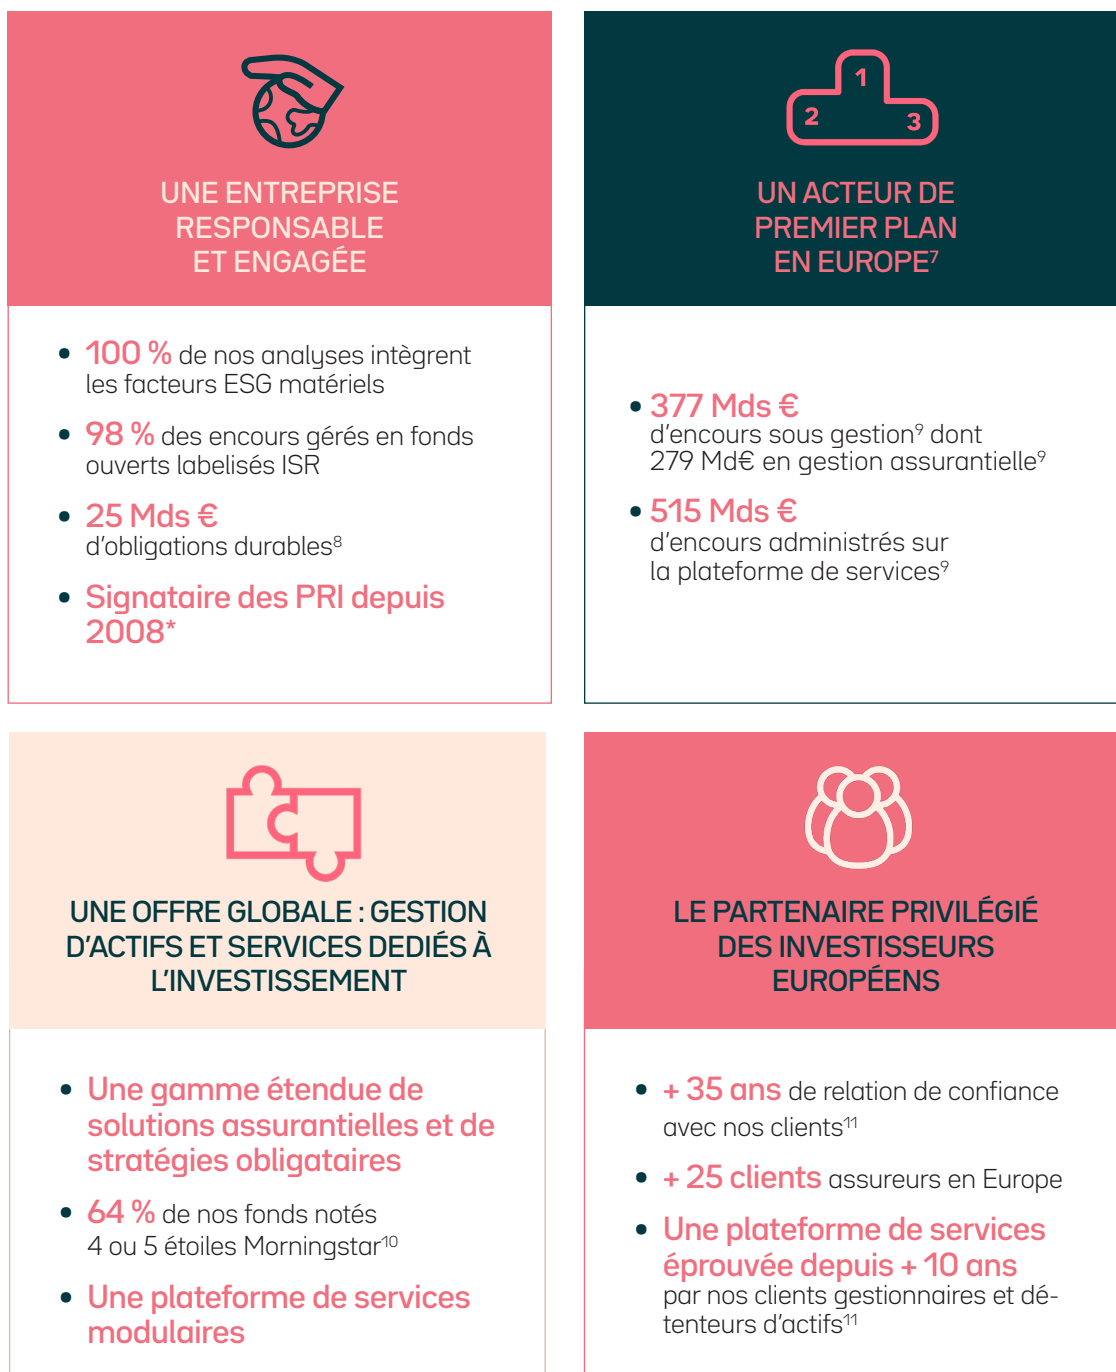 UNE ENTREPRISE
RESPONSABLE
ET ENGAGÉE
• 100 % de nos analyses intègrent
les facteurs ESG matériels
• 98 % des encours gérés en fonds
ouverts labelisés ISR
• 25 Mds €
d'obligations durables⁸
• Signataire des PRI depuis
2008*
1
2
3
UN ACTEUR DE
PREMIER PLAN
EN EUROPE⁷
• 377 Mds €
d'encours sous gestion⁹ dont
279 Md€ en gestion assurantielle⁹
• 515 Mds €
d'encours administrés sur
la plateforme de services⁹
UNE OFFRE GLOBALE : GESTION
D'ACTIFS ET SERVICES DEDIÉS À
L'INVESTISSEMENT
• Une gamme étendue de
solutions assurantielles et de
stratégies obligataires
• 64 % de nos fonds notés
4 ou 5 étoiles Morningstar¹⁰
• Une plateforme de services
modulaires
LE PARTENAIRE PRIVILÉGIÉ
DES INVESTISSEURS
EUROPÉENS
• + 35 ans de relation de confiance
avec nos clients¹¹
• + 25 clients assureurs en Europe
• Une plateforme de services
éprouvée depuis + 10 ans
par nos clients gestionnaires et dé-
tenteurs d'actifs¹¹